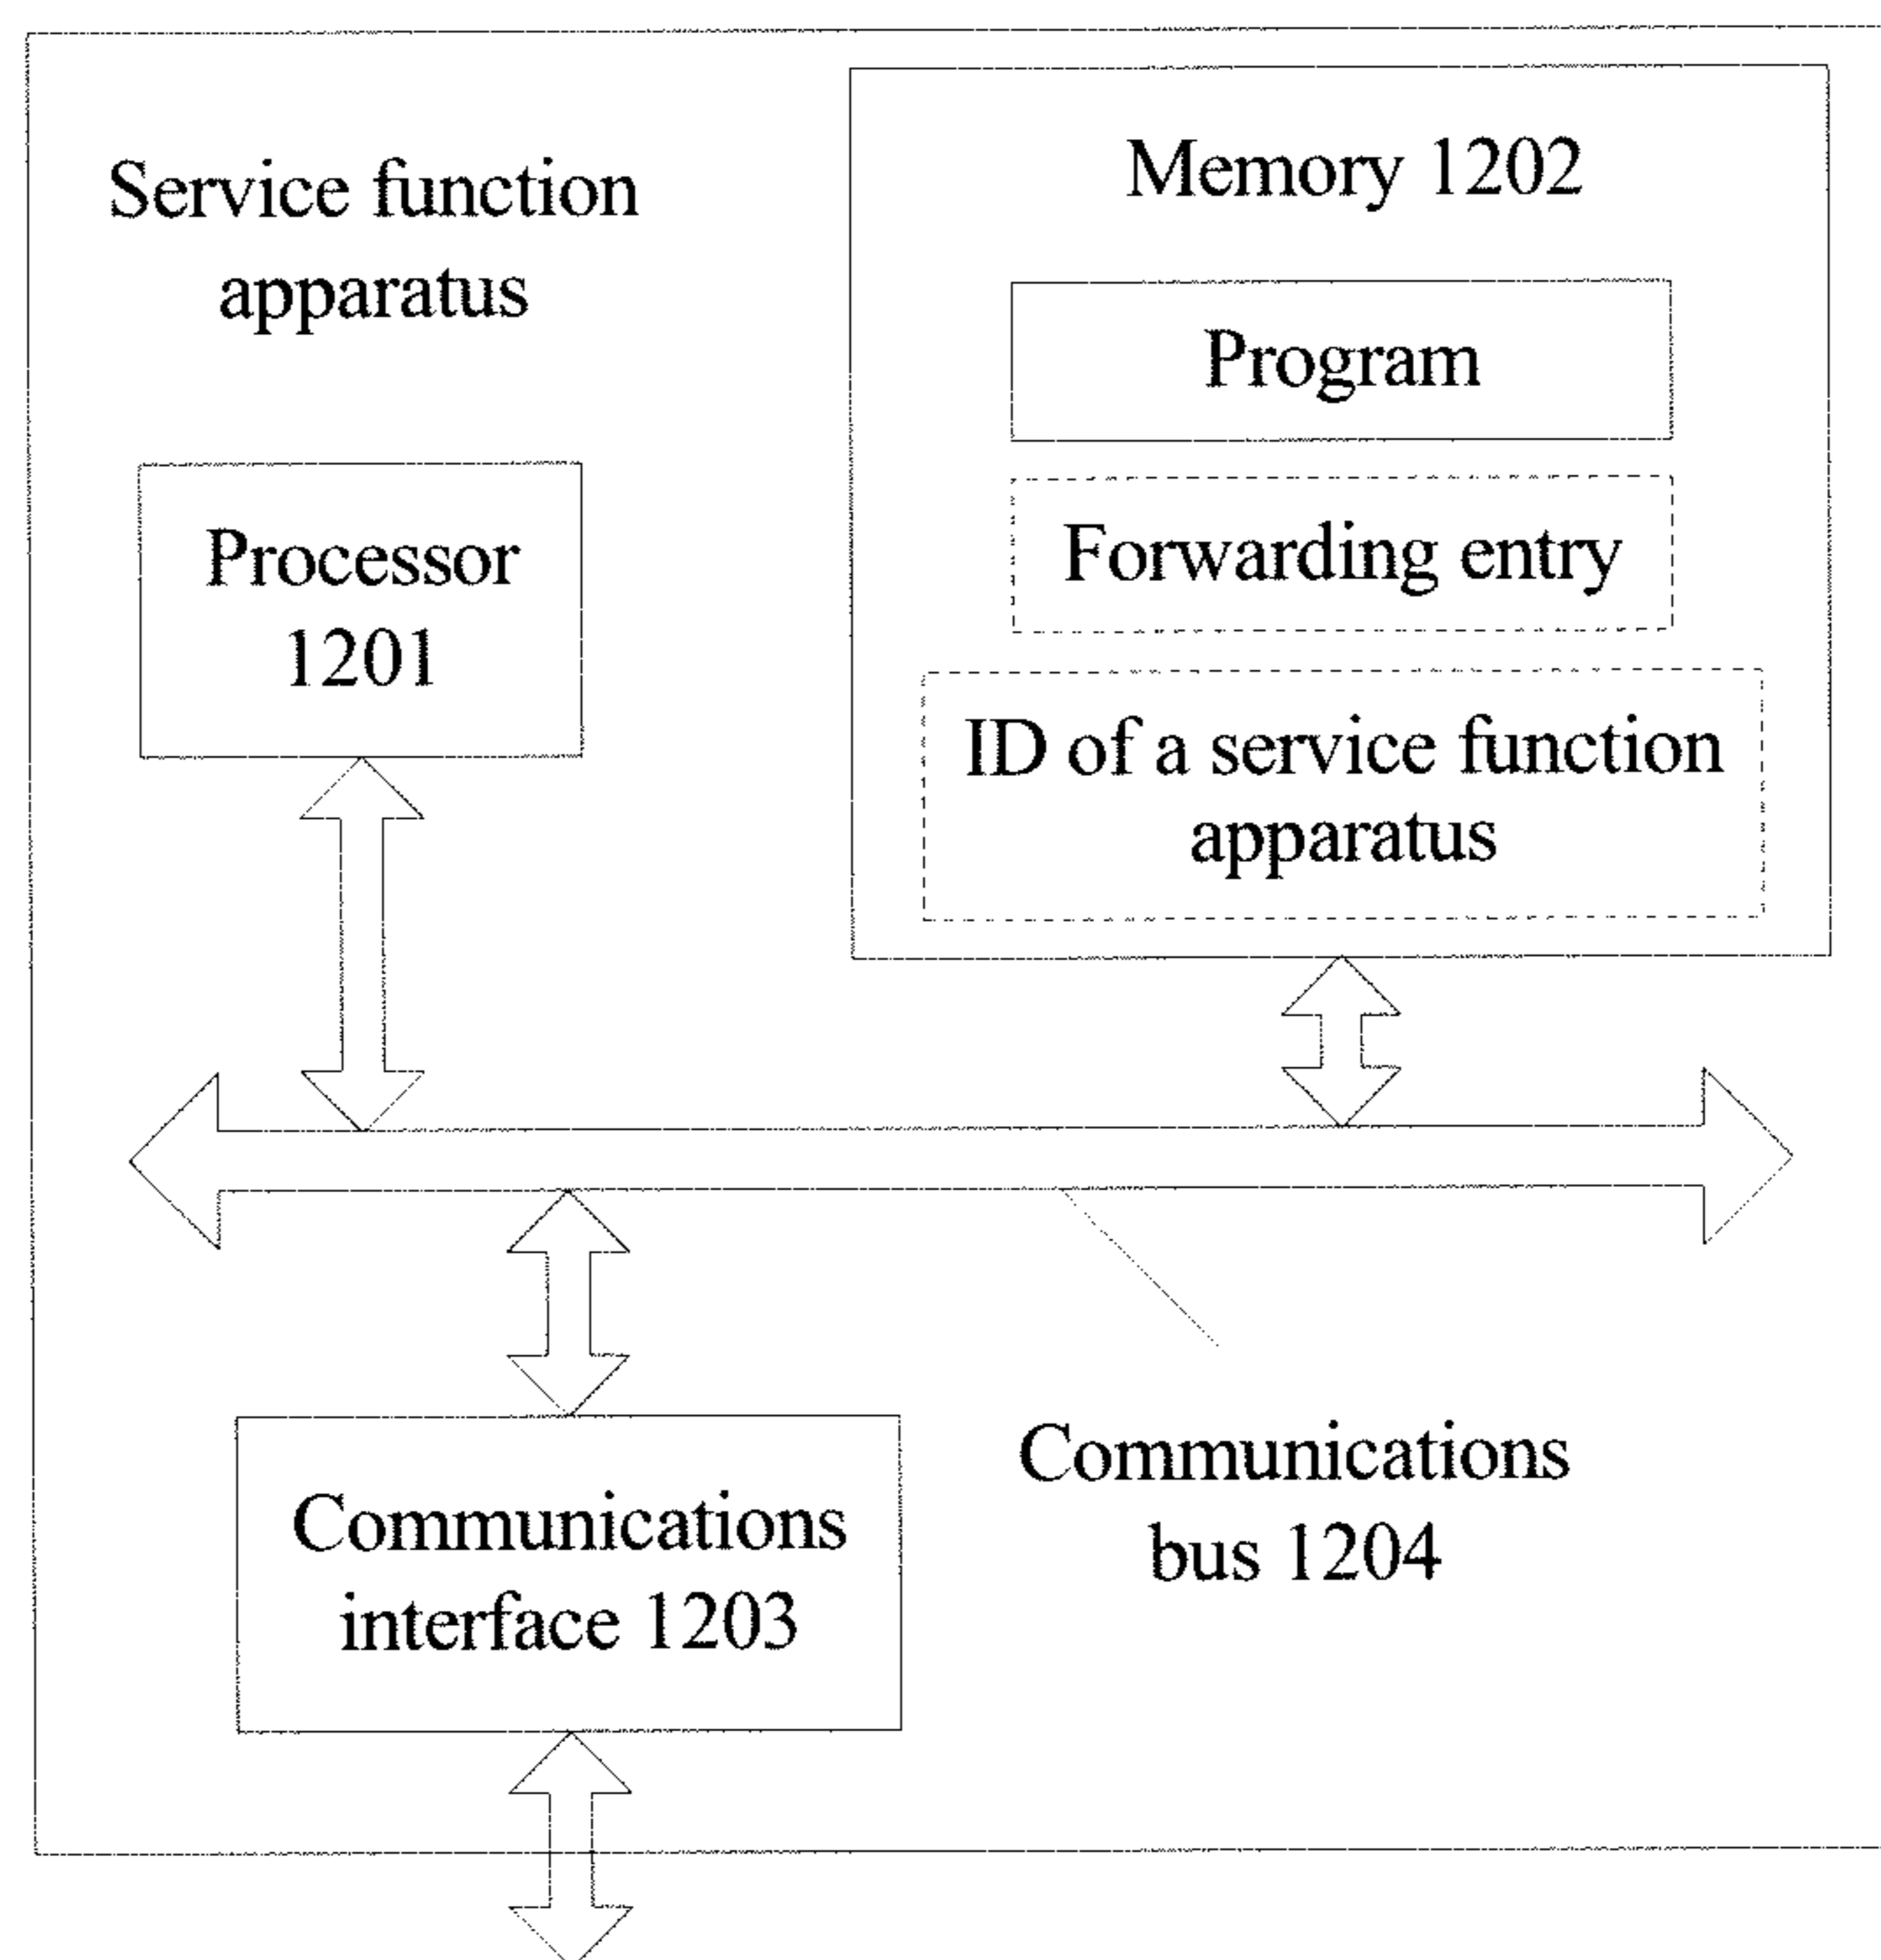 Service function
apparatus
Memory 1202
Program
Forwarding entry
ID of a service function
apparatus
Processor
1201
Communications
bus 1204
Communications
interface 1203